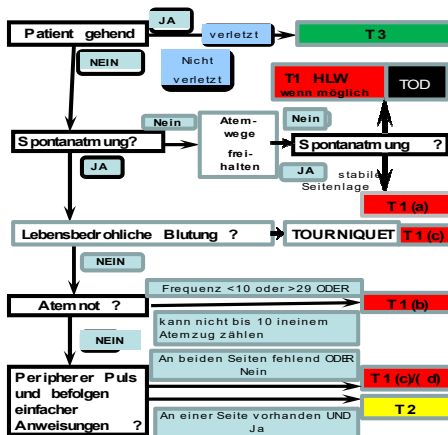 Patient gehend
JA
verletzt
T3
NEIN
Nicht
verletzt
T1 HLW
wenn möglich
TOD
Spontanatmung?
Nein
Atem-
wege
frei-
halten
Nein
Spontanatmung ?
JA
JA
stabile
Seitenlage
T1(a)
Lebensbedrohliche Blutung ?
TOURNIQUET
T1(c)
NEIN
Frequenz <10 oder >29 ODER
Atemnot ?
T1(b)
kann nicht bis 10 ineinem
Atemzug zählen
NEIN
An beiden Seiten fehlend ODER
Nein
Peripherer Puls
und befolgen
einfacher
Anweisungen ?
T1(c)/( d)
T2
An einer Seite vorhanden UND
Ja